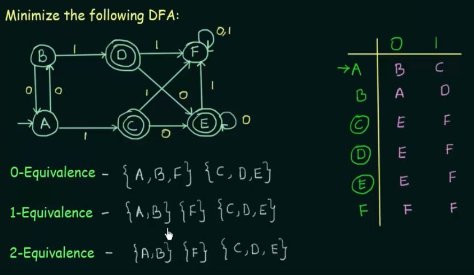 Minimize the following DFA:
B 1 D 1 F 0,1
0 0 1 0 1
A 1 C 0 E 0
0 1
→A B C
B A D
C E F
D E F
E E F
F F F
0-Equivalence - {A,B,F} {C,D,E}
1-Equivalence - {A,B} {F} {C,D,E}
2-Equivalence - {A,B} {F} {C,D,E}